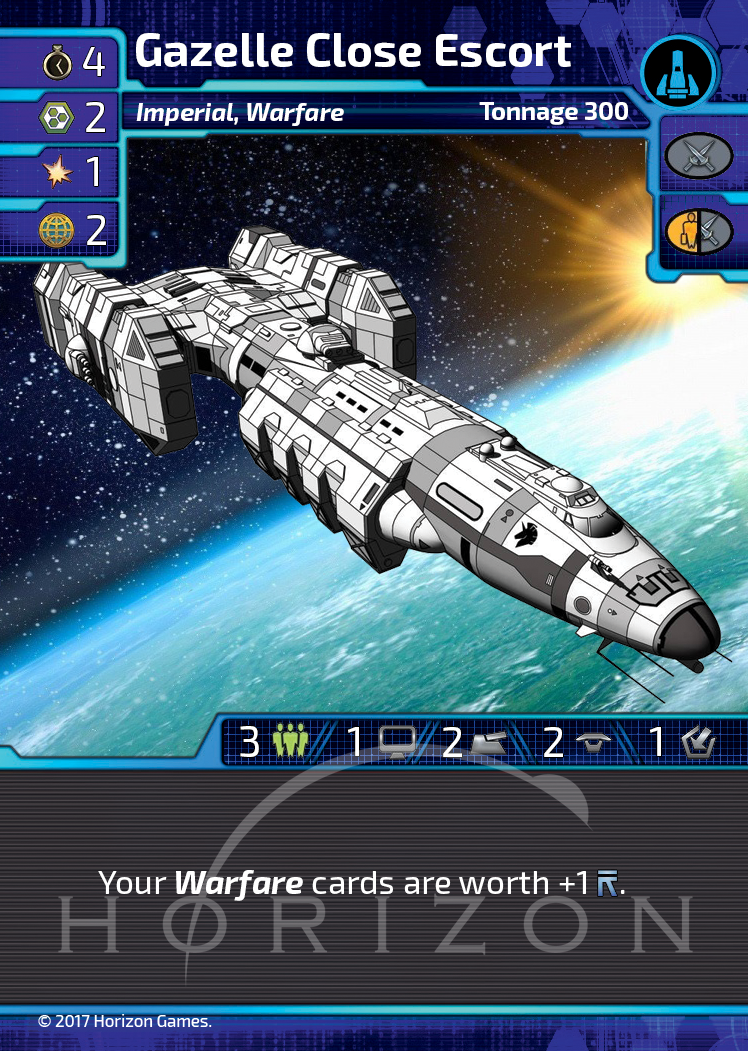 Gazelle Close Escort
4
Imperial, Warfare Tonnage 300
2
1
2
3 1 2 2 1
Your Warfare cards are worth +1 .
HORIZON
© 2017 Horizon Games.